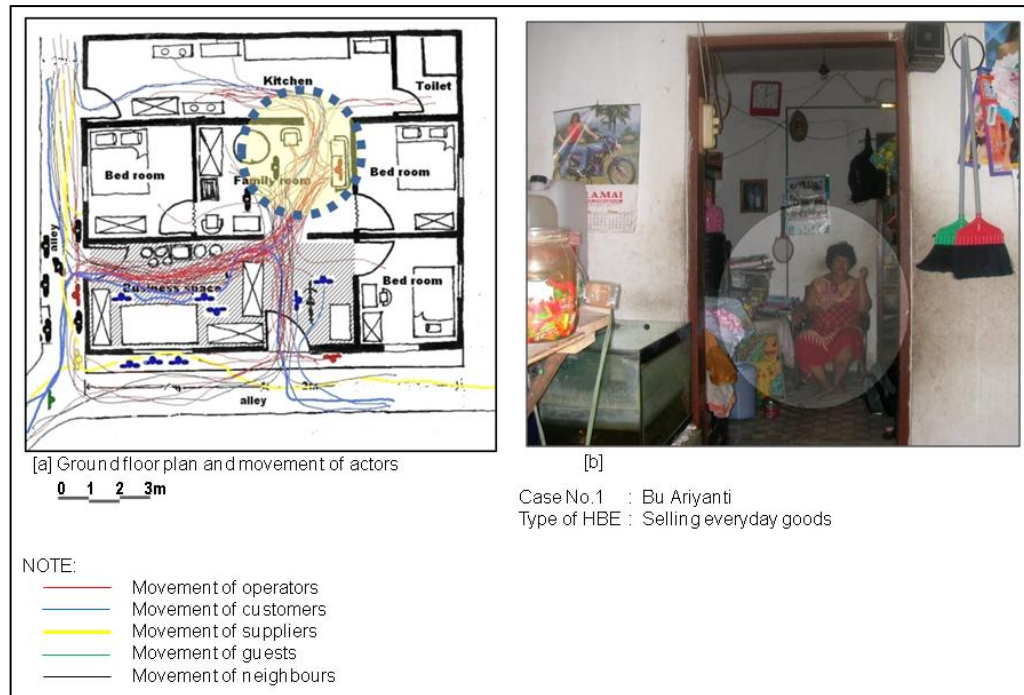 Kitchen
Toilet
Bed room
Family room
Bed room
alley
Business space
Bed room
2m
alley
[a] Ground floor plan and movement of actors
0 1 2 3m
RAMAI
[b]
Case No.1 : Bu Ariyanti
Type of HBE : Selling everyday goods
NOTE:
Movement of operators
Movement of customers
Movement of suppliers
Movement of guests
Movement of neighbours